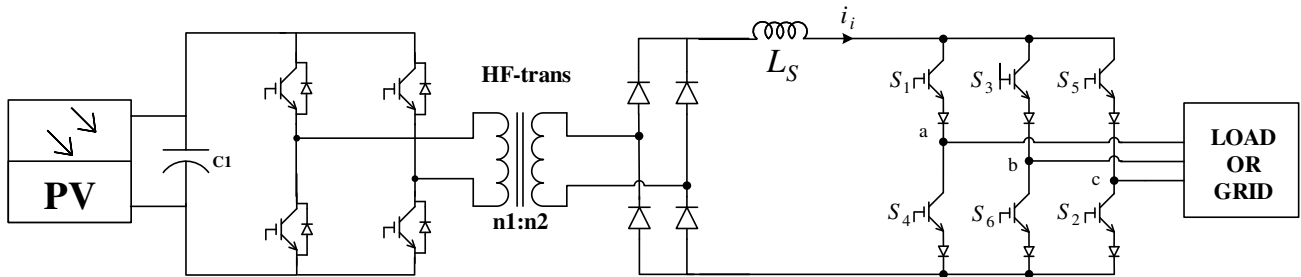 i_i
L_S
HF-trans
S_1
S_3
S_5
a
C1
LOAD
OR
GRID
b
PV
c
S_4
S_6
S_2
n1:n2